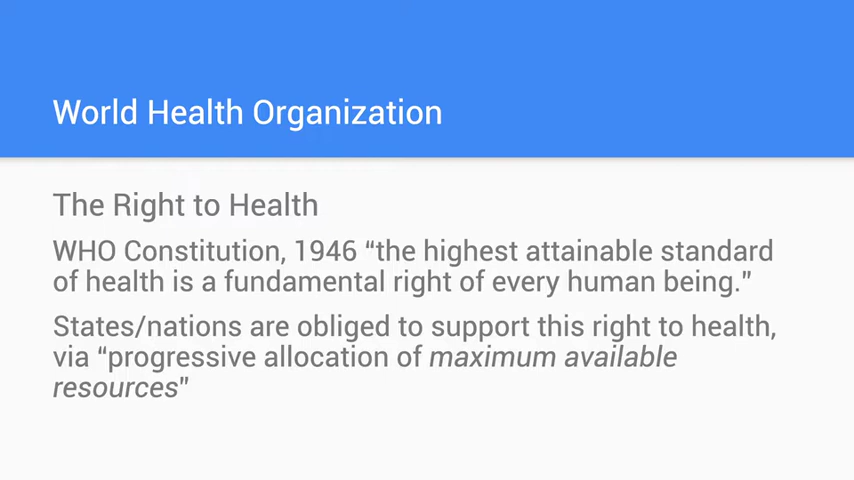 World Health Organization
The Right to Health
WHO Constitution, 1946 “the highest attainable standard
of health is a fundamental right of every human being.”
States/nations are obliged to support this right to health,
via “progressive allocation of maximum available
resources"